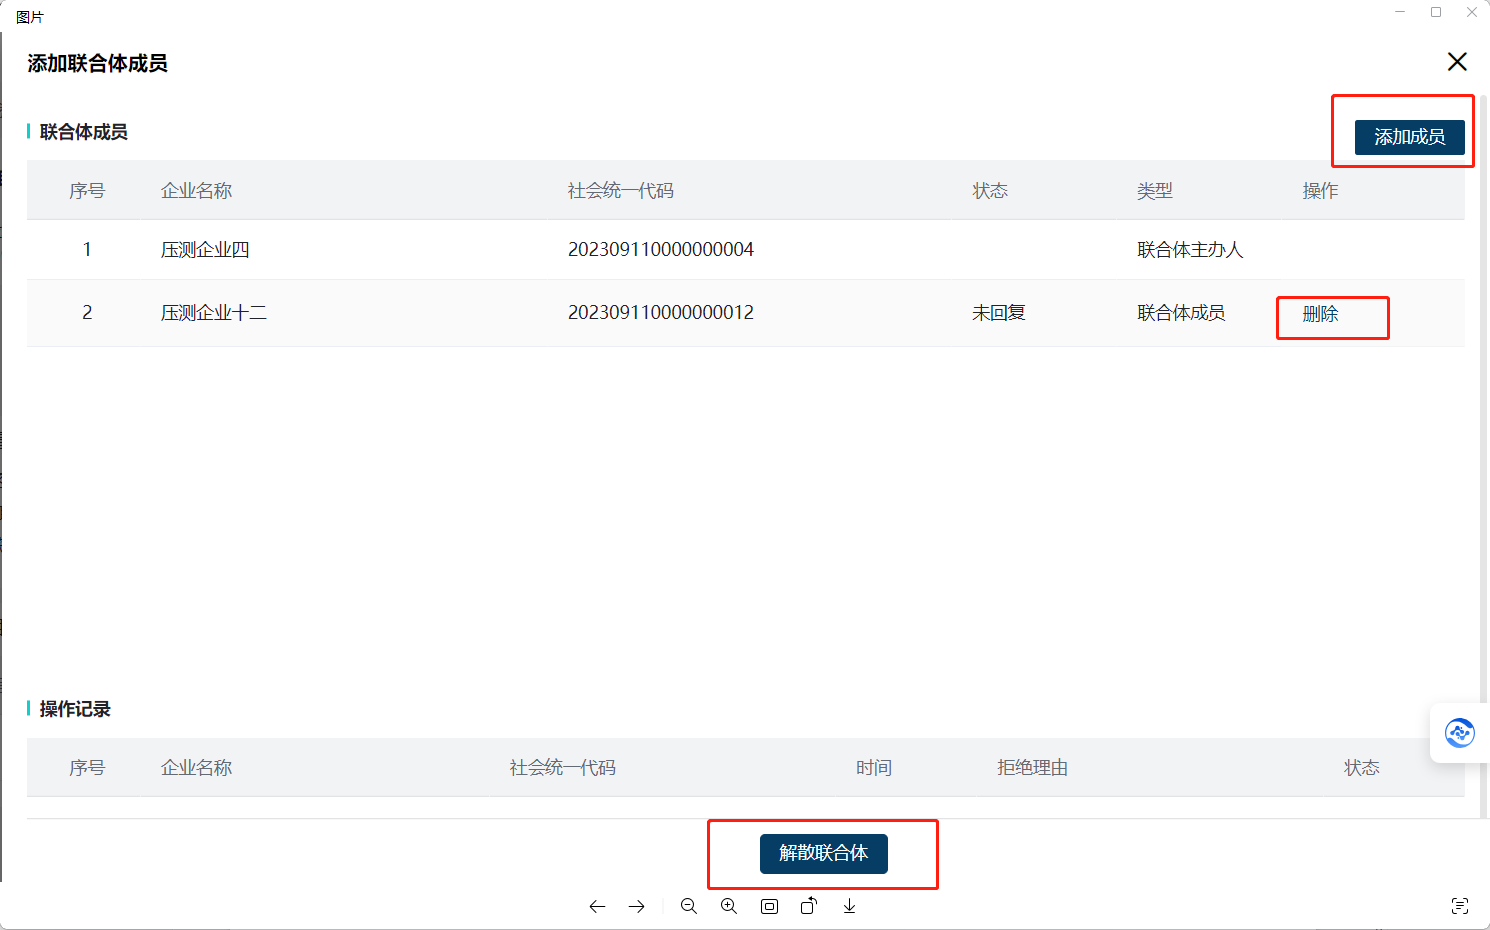 图片
添加联合体成员
联合体成员
添加成员
序号 企业名称 社会统一代码 状态 类型 操作
1 压测企业四 202309110000000004 联合体主办人
2 压测企业十二 202309110000000012 未回复 联合体成员 删除
操作记录
序号 企业名称 社会统一代码 时间 拒绝理由 状态
解散联合体